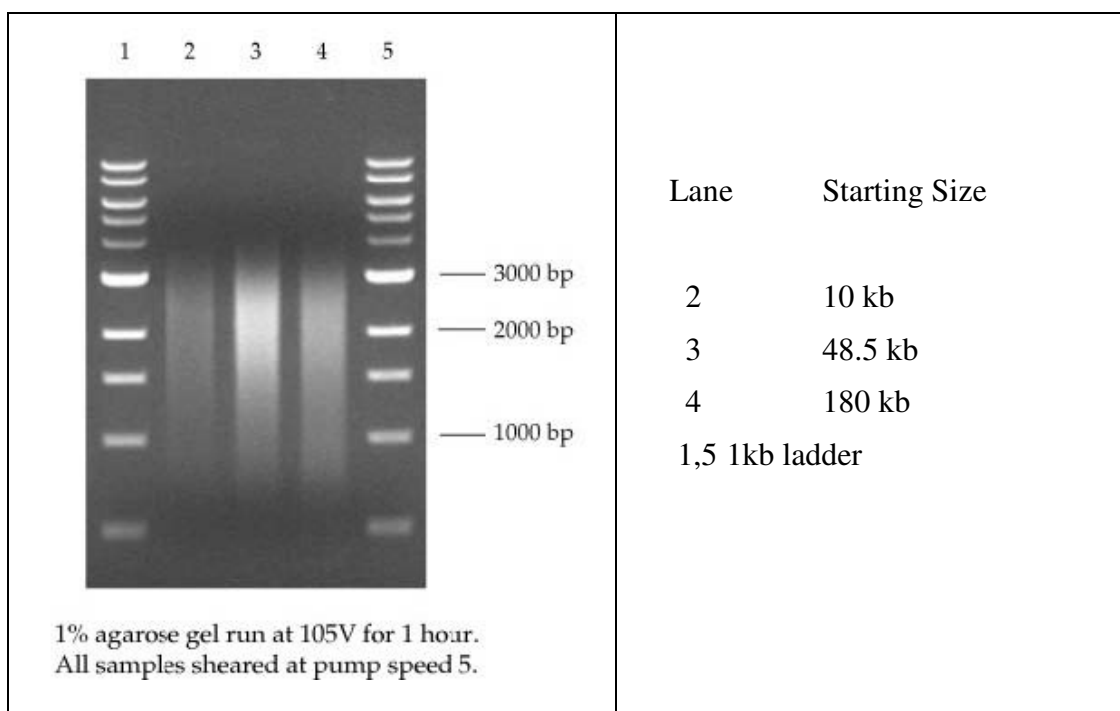 1 2 3 4 5
3000 bp
2000 bp
1000 bp
1% agarose gel run at 105V for 1 hour.
All samples sheared at pump speed 5.
Lane Starting Size
2 10 kb
3 48.5 kb
4 180 kb
1,5 1kb ladder